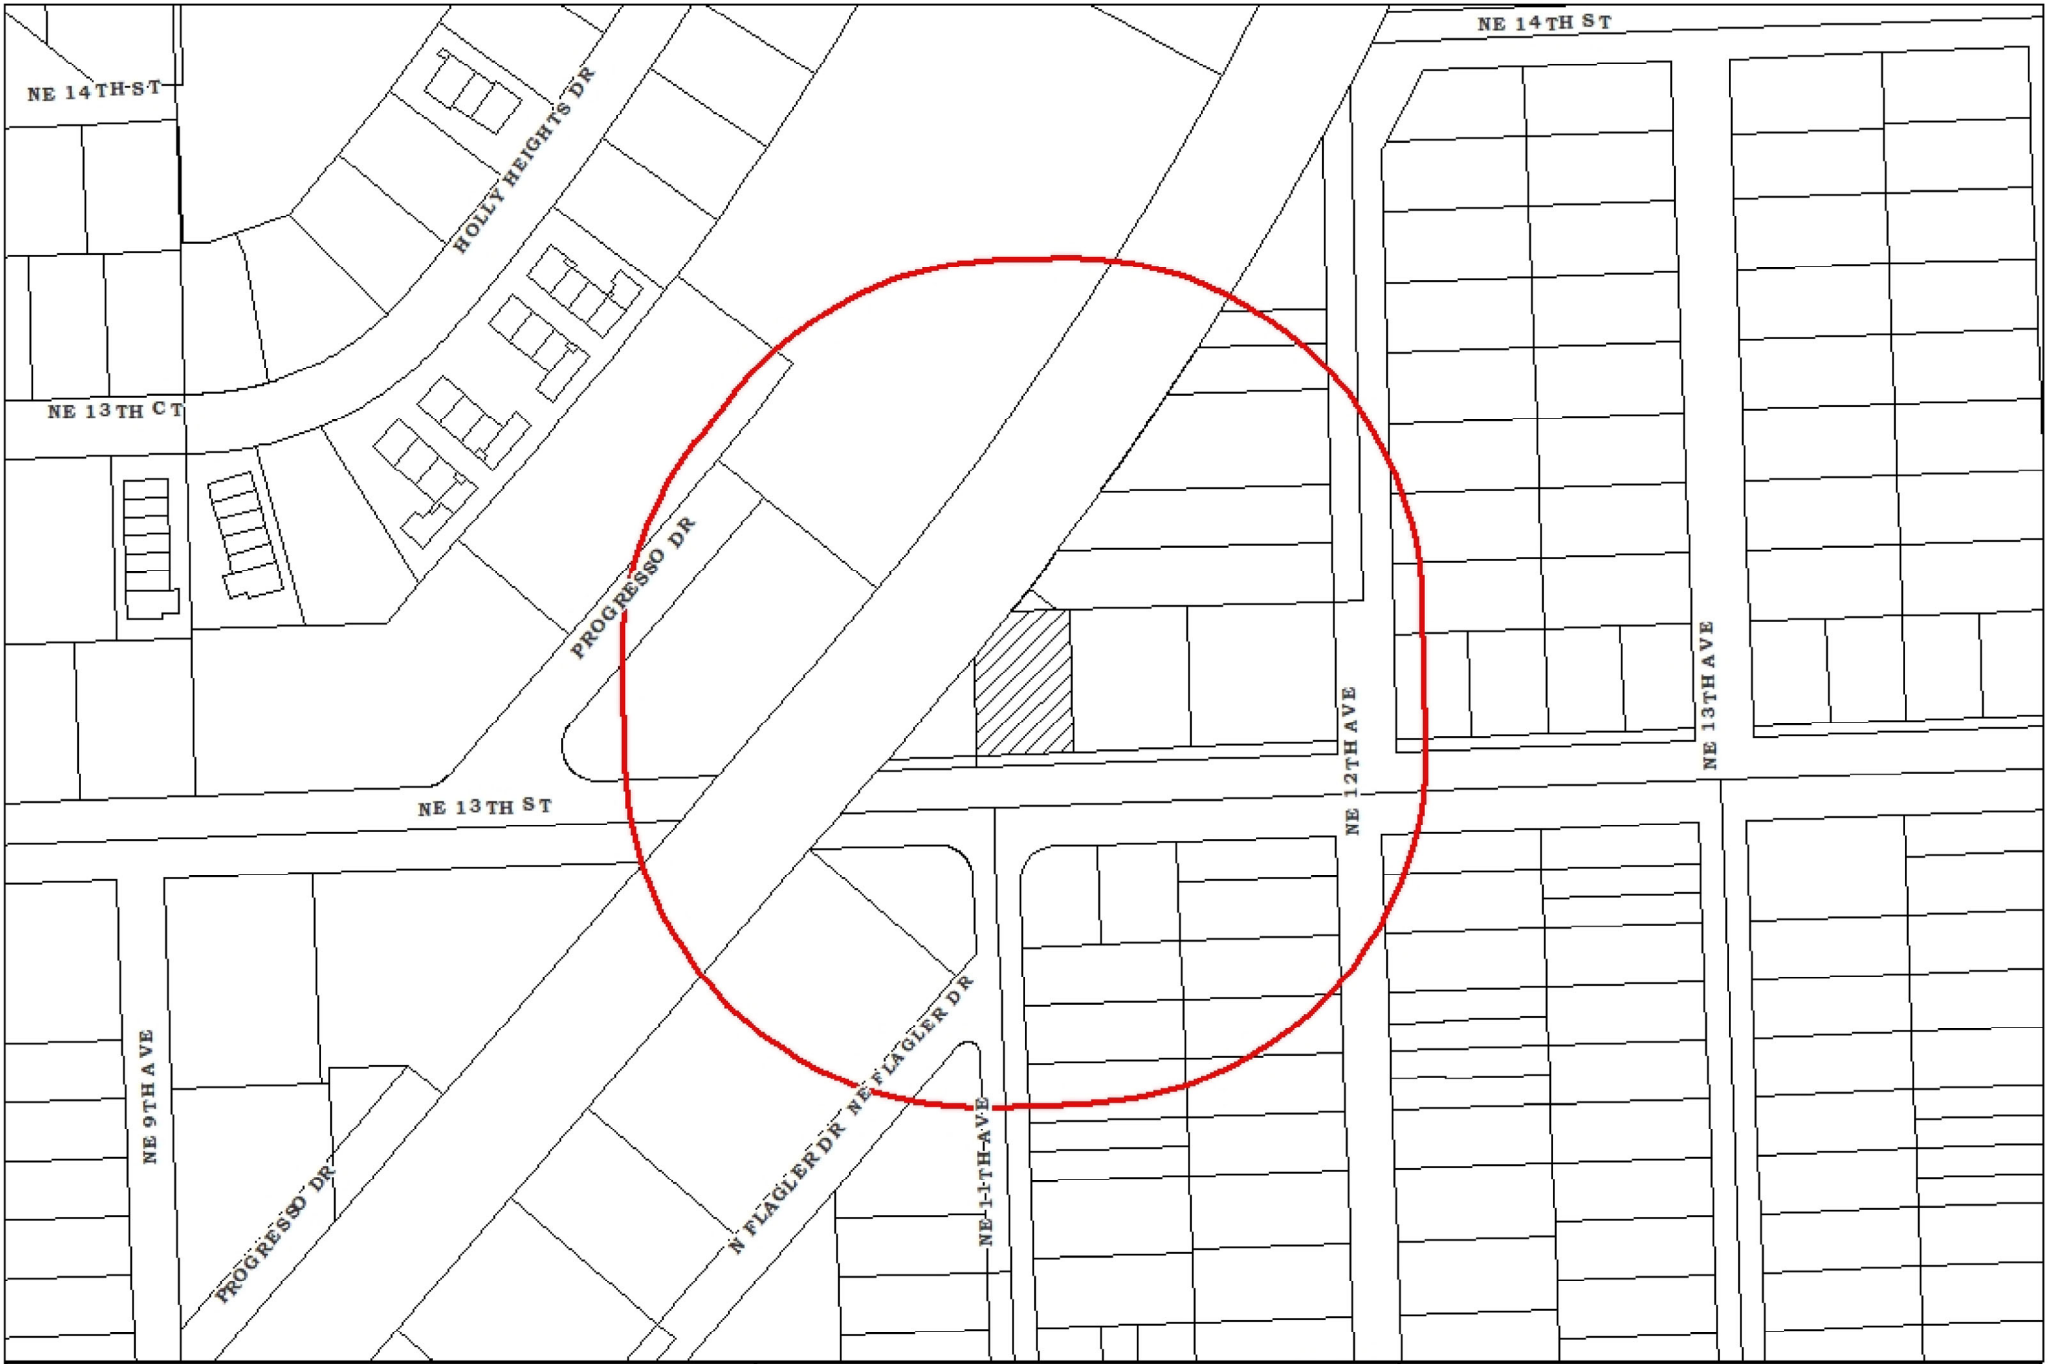 NE 14TH ST
NE 14TH ST
HOLLY HEIGHTS DR
NE 13TH CT
PROGRESSO DR
NE 13TH AVE
NE 12TH AVE
NE 13TH ST
NE FLAGLER DR
NE 9TH AVE
N FLAGLER DR
NE 11TH AVE
PROGRESSO DR